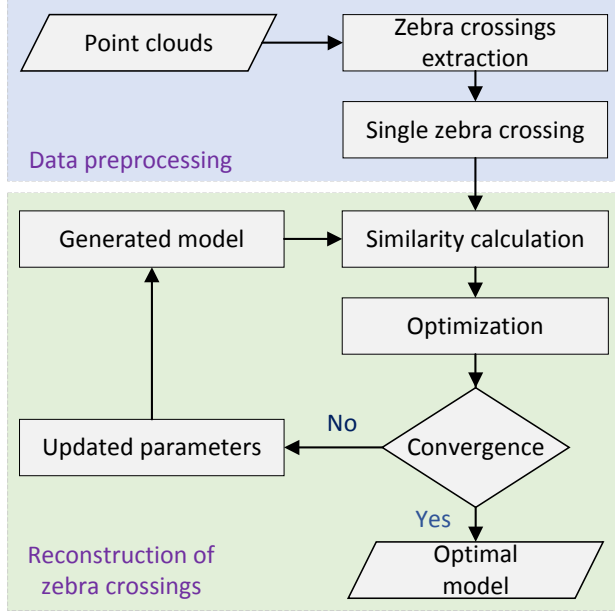 Point clouds
Zebra crossings
extraction
Single zebra crossing
Data preprocessing
Generated model
Similarity calculation
Optimization
No
Updated parameters
Convergence
Yes
Reconstruction of
zebra crossings
Optimal
model